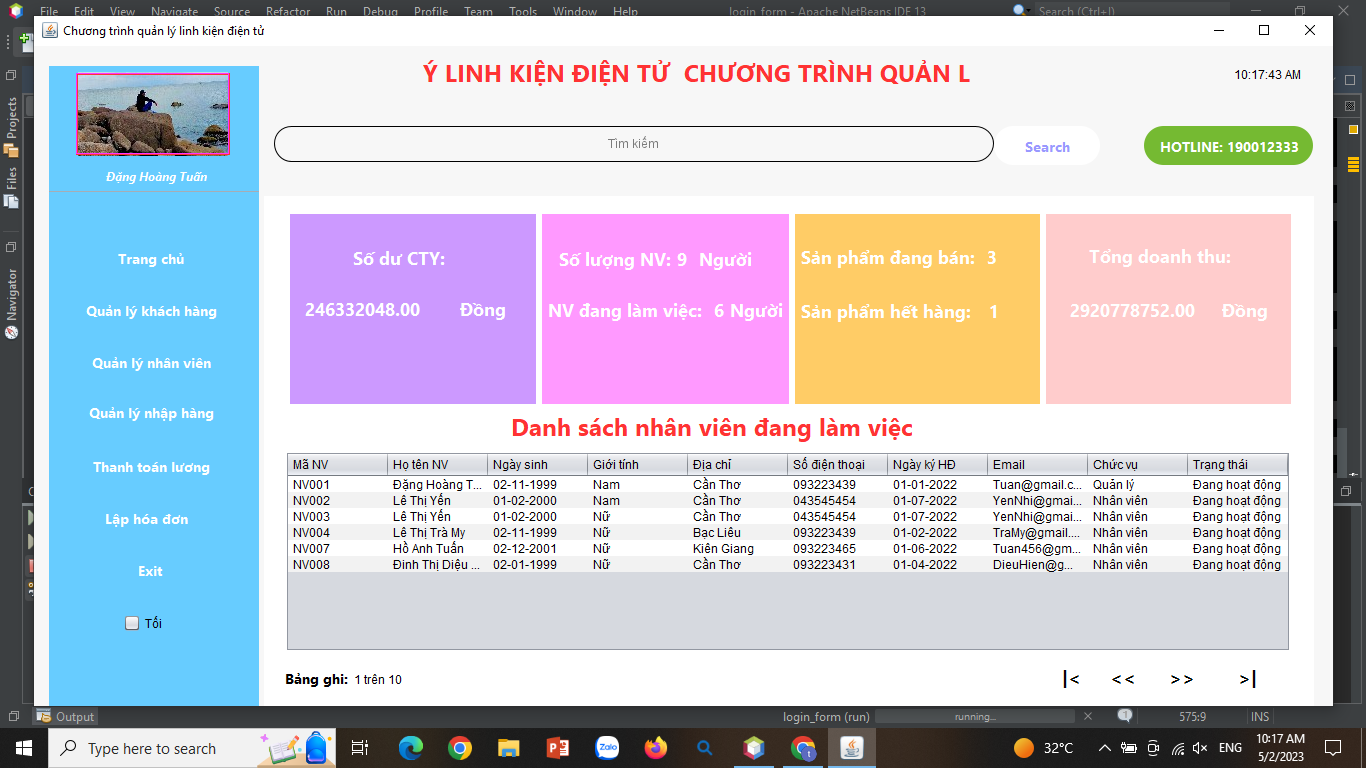 File Edit View Navigate Source Refactor Run Debug Profile Team Tools Window Help login_form - Apache NetBeans IDE 13 Search (Ctrl+I)
Chương trình quản lý linh kiện điện tử
Ý LINH KIỆN ĐIỆN TỬ CHƯƠNG TRÌNH QUẢN L
10:17:43 AM
Tìm kiếm
Search
HOTLINE: 190012333
Projects
Files
Navigator
Đặng Hoàng Tuấn
Trang chủ
Quản lý khách hàng
Quản lý nhân viên
Quản lý nhập hàng
Thanh toán lương
Lập hóa đơn
Exit
Tối
Số dư CTY:
246332048.00 Đồng
Số lượng NV: 9 Người
NV đang làm việc: 6 Người
Sản phẩm đang bán: 3
Sản phẩm hết hàng: 1
Tổng doanh thu:
2920778752.00 Đồng
Danh sách nhân viên đang làm việc
Mã NV Họ tên NV Ngày sinh Giới tính Địa chỉ Số điện thoại Ngày ký HĐ Email Chức vụ Trạng thái
NV001 Đặng Hoàng T... 02-11-1999 Nam Cần Thơ 093223439 01-01-2022 Tuan@gmail.c... Quản lý Đang hoạt động
NV002 Lê Thị Yến 01-02-2000 Nam Cần Thơ 043545454 01-07-2022 YenNhi@gmai... Nhân viên Đang hoạt động
NV003 Lê Thị Yến 01-02-2000 Nữ Cần Thơ 043545454 01-07-2022 YenNhi@gmai... Nhân viên Đang hoạt động
NV004 Lê Thị Trà My 02-11-1999 Nữ Bạc Liêu 093223439 01-02-2022 TraMy@gmail.... Nhân viên Đang hoạt động
NV007 Hồ Anh Tuấn 02-12-2001 Nữ Kiên Giang 093223465 01-06-2022 Tuan456@gm... Nhân viên Đang hoạt động
NV008 Đinh Thị Diệu ... 02-01-1999 Nữ Cần Thơ 093223431 01-04-2022 DieuHien@g... Nhân viên Đang hoạt động
Bảng ghi: 1 trên 10
|< << >> >|
Output login_form (run) running... 1 575:9 INS
Type here to search
Zalo
32°C ENG
10:17 AM
5/2/2023